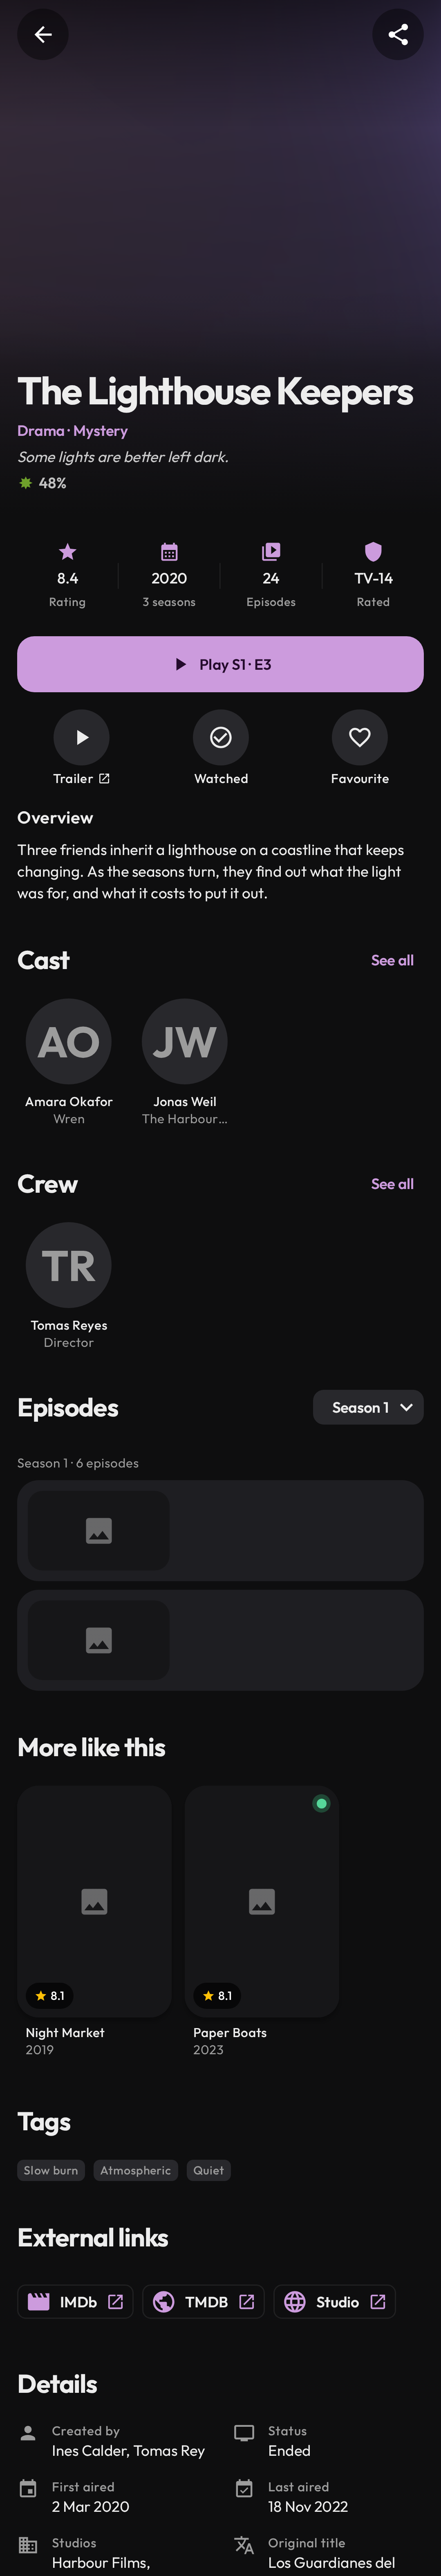 The Lighthouse Keepers
Drama · Mystery
Some lights are better left dark.
48%
8.4
2020
24
TV-14
Rating
3 seasons
Episodes
Rated
Play S1 · E3
Trailer
Watched
Favourite
Overview
Three friends inherit a lighthouse on a coastline that keeps
changing. As the seasons turn, they find out what the light
was for, and what it costs to put it out.
Cast
See all
AO
JW
Amara Okafor
Jonas Weil
Wren
The Harbour…
Crew
See all
TR
Tomas Reyes
Director
Episodes
Season 1
Season 1 · 6 episodes
More like this
8.1
8.1
Night Market
Paper Boats
2019
2023
Tags
Slow burn
Atmospheric
Quiet
External links
IMDb
TMDB
Studio
Details
Created by
Status
Ines Calder, Tomas Rey
Ended
First aired
Last aired
2 Mar 2020
18 Nov 2022
Studios
Original title
Harbour Films,
Los Guardianes del